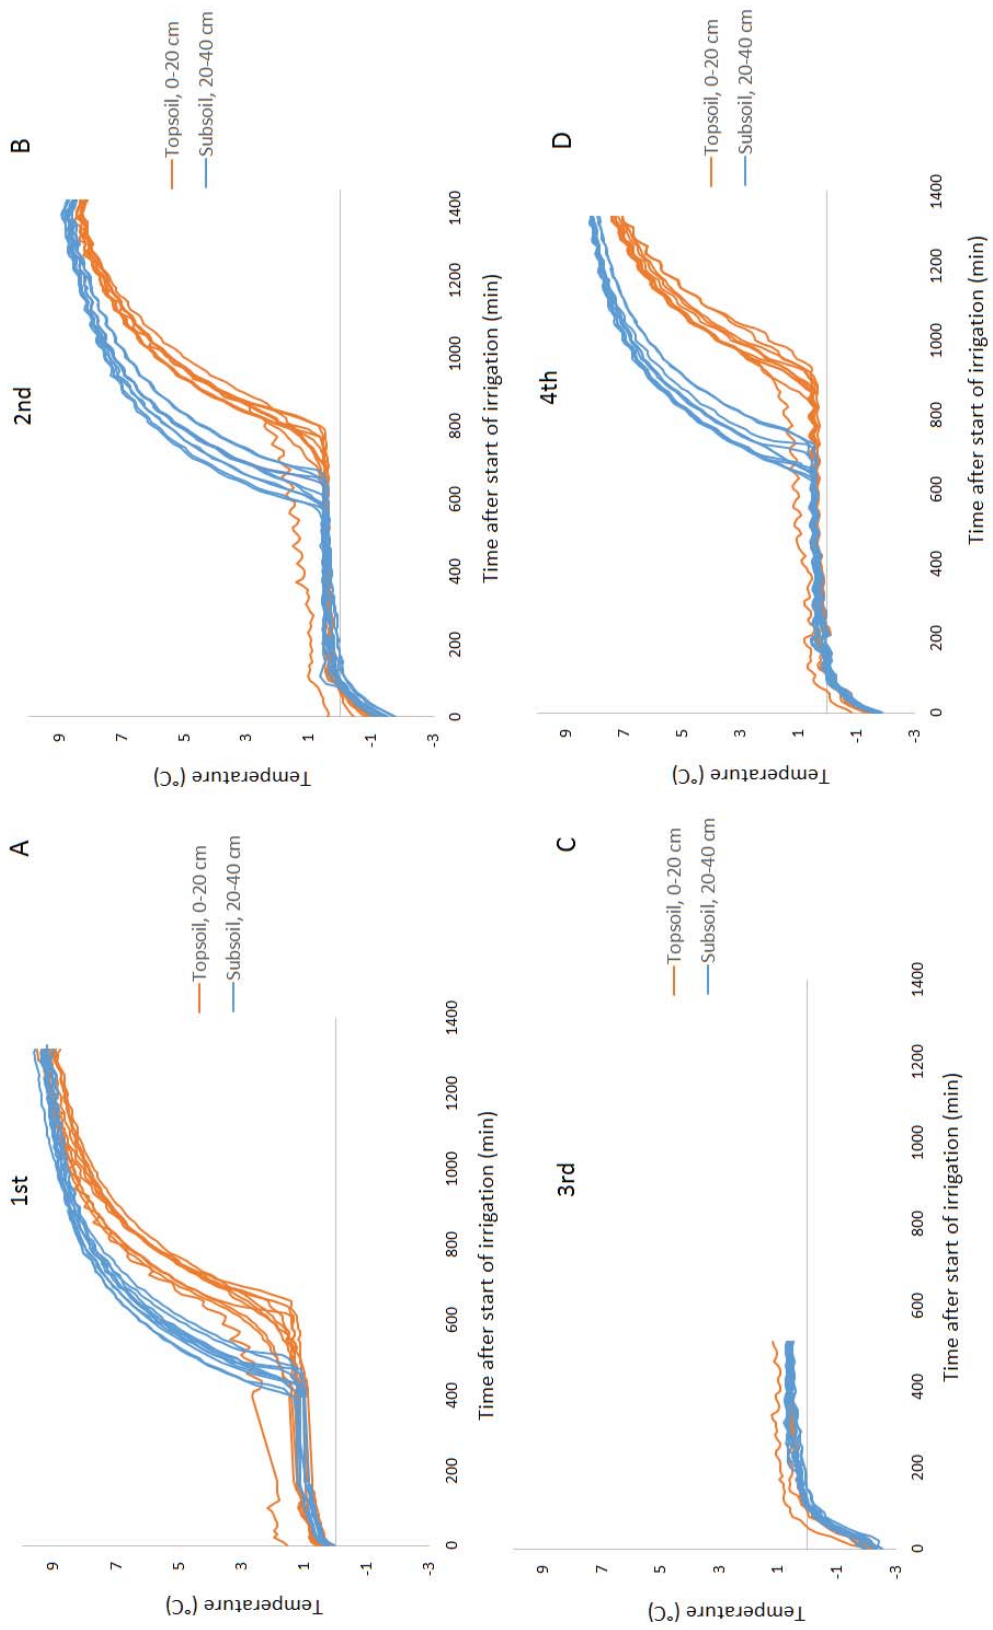 1st
A
Temperature (°C)
9
7
5
3
1
-1
-3
0
200
400
600
800
1000
1200
1400
Time after start of irrigation (min)
Topsoil, 0-20 cm
Subsoil, 20-40 cm
2nd
B
Temperature (°C)
9
7
5
3
1
-1
-3
0
200
400
600
800
1000
1200
1400
Time after start of irrigation (min)
Topsoil, 0-20 cm
Subsoil, 20-40 cm
3rd
C
Temperature (°C)
9
7
5
3
1
-1
-3
0
200
400
600
800
1000
1200
1400
Time after start of irrigation (min)
Topsoil, 0-20 cm
Subsoil, 20-40 cm
4th
D
Temperature (°C)
9
7
5
3
1
-1
-3
0
200
400
600
800
1000
1200
1400
Time after start of irrigation (min)
Topsoil, 0-20 cm
Subsoil, 20-40 cm